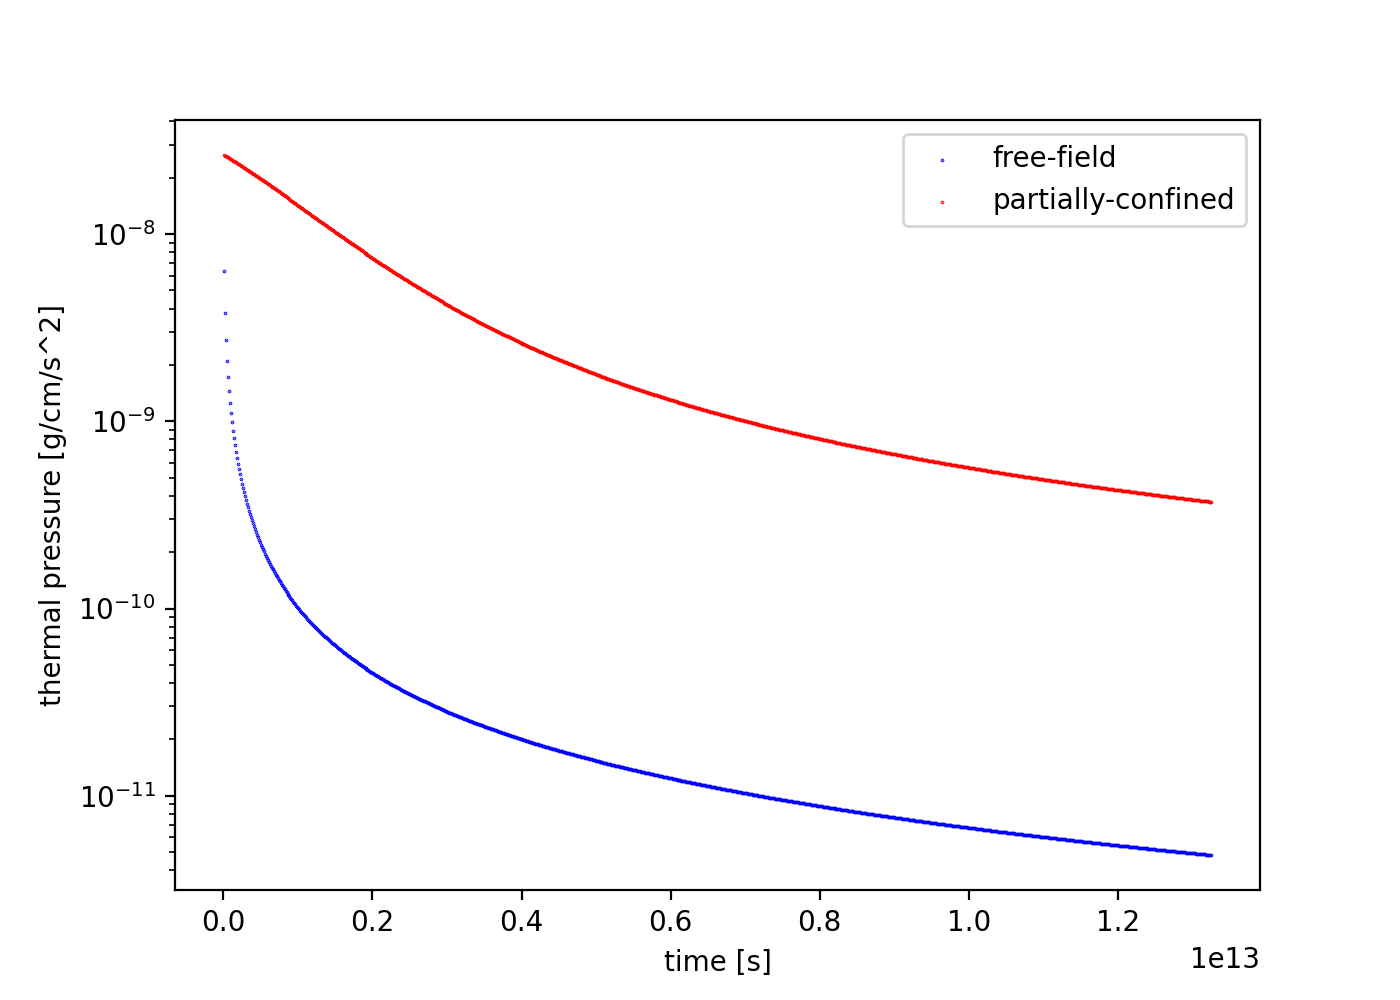 free-field
partially-confined
10⁻⁸
10⁻⁹
10⁻¹⁰
10⁻¹¹
thermal pressure [g/cm/s^2]
0.0 0.2 0.4 0.6 0.8 1.0 1.2
1e13
time [s]